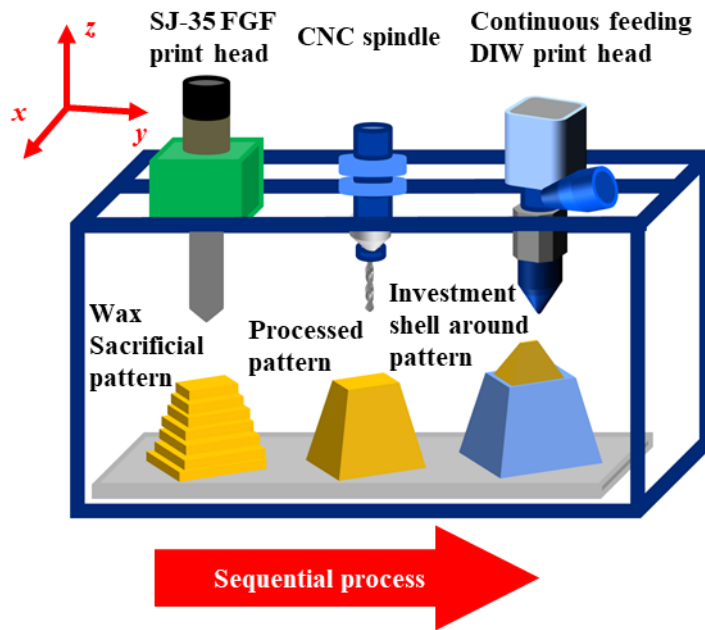 z
x
y
SJ-35 FGF
print head
CNC spindle
Continuous feeding
DIW print head
Wax
Sacrificial
pattern
Processed
pattern
Investment
shell around
pattern
Sequential process